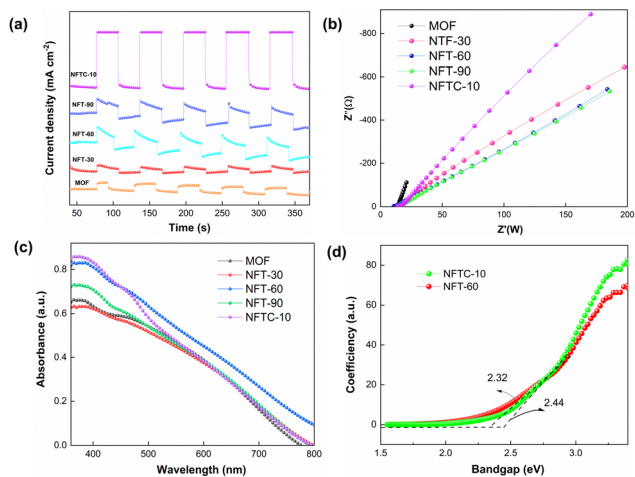 (a)
Current density (mA cm⁻²)
NFTC-10
NFT-90
NFT-60
NFT-30
MOF
50 100 150 200 250 300 350
Time (s)
(b)
MOF
NTF-30
NFT-60
NFT-90
NFTC-10
Z''(Ω)
-800
-600
-400
-200
0
0 50 100 150 200
Z'(W)
(c)
MOF
NFT-30
NFT-60
NFT-90
NFTC-10
Absorbance (a.u.)
0.8
0.6
0.4
0.2
0.0
400 500 600 700 800
Wavelength (nm)
(d)
NFTC-10
NFT-60
Coefficiency (a.u.)
80
60
40
20
0
2.32
2.44
1.5 2.0 2.5 3.0
Bandgap (eV)